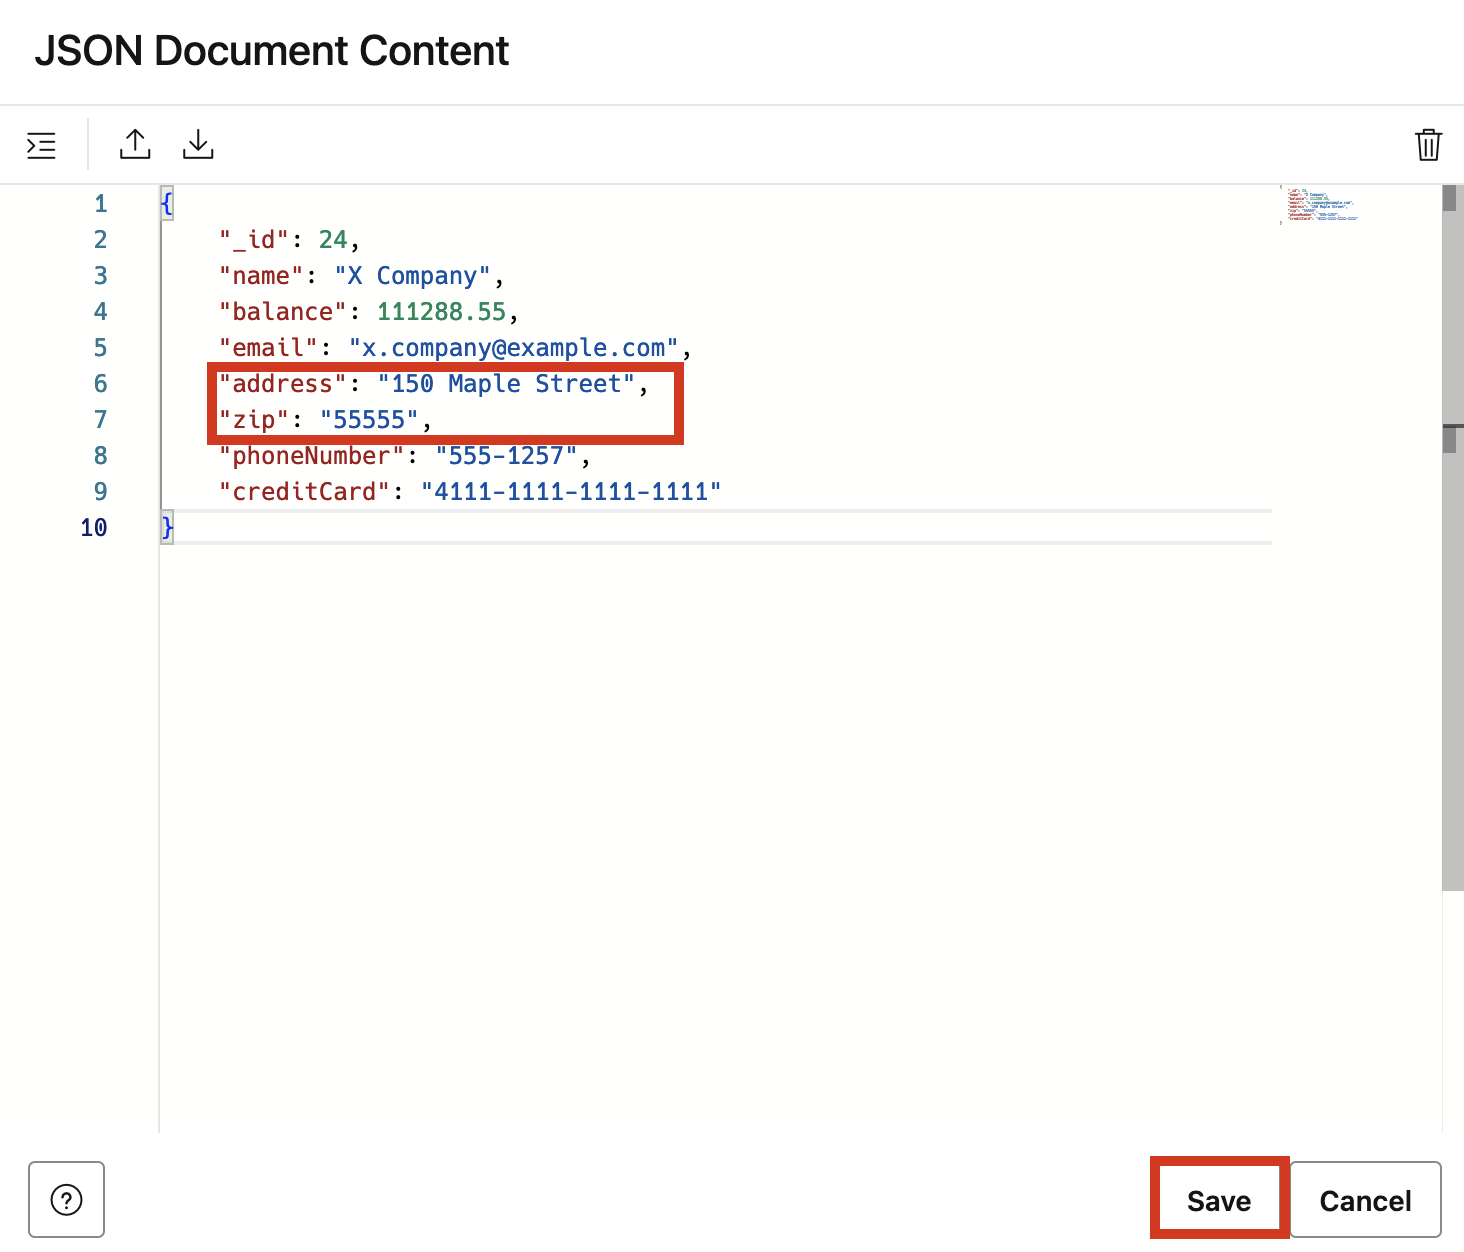 JSON Document Content
1 {
2 "_id": 24,
3 "name": "X Company",
4 "balance": 111288.55,
5 "email": "x.company@example.com",
6 "address": "150 Maple Street",
7 "zip": "55555",
8 "phoneNumber": "555-1257",
9 "creditCard": "4111-1111-1111-1111"
10 }
?
Save
Cancel